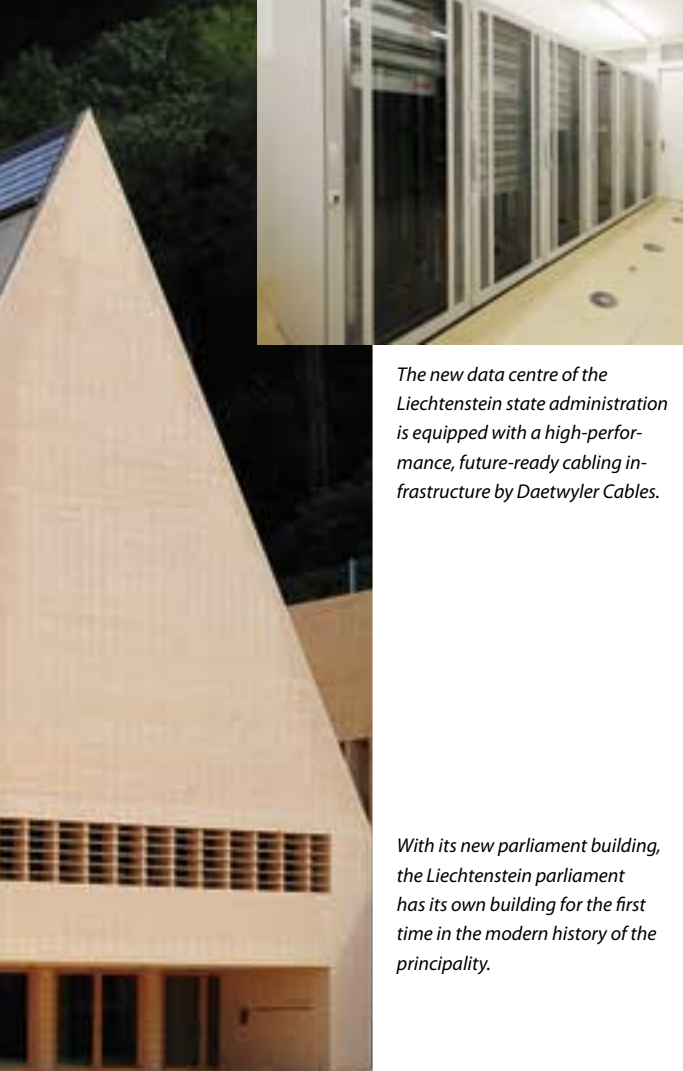 The new data centre of the
Liechtenstein state administration
is equipped with a high-perfor-
mance, future-ready cabling in-
frastructure by Daetwyler Cables.
With its new parliament building,
the Liechtenstein parliament
has its own building for the first
time in the modern history of the
principality.